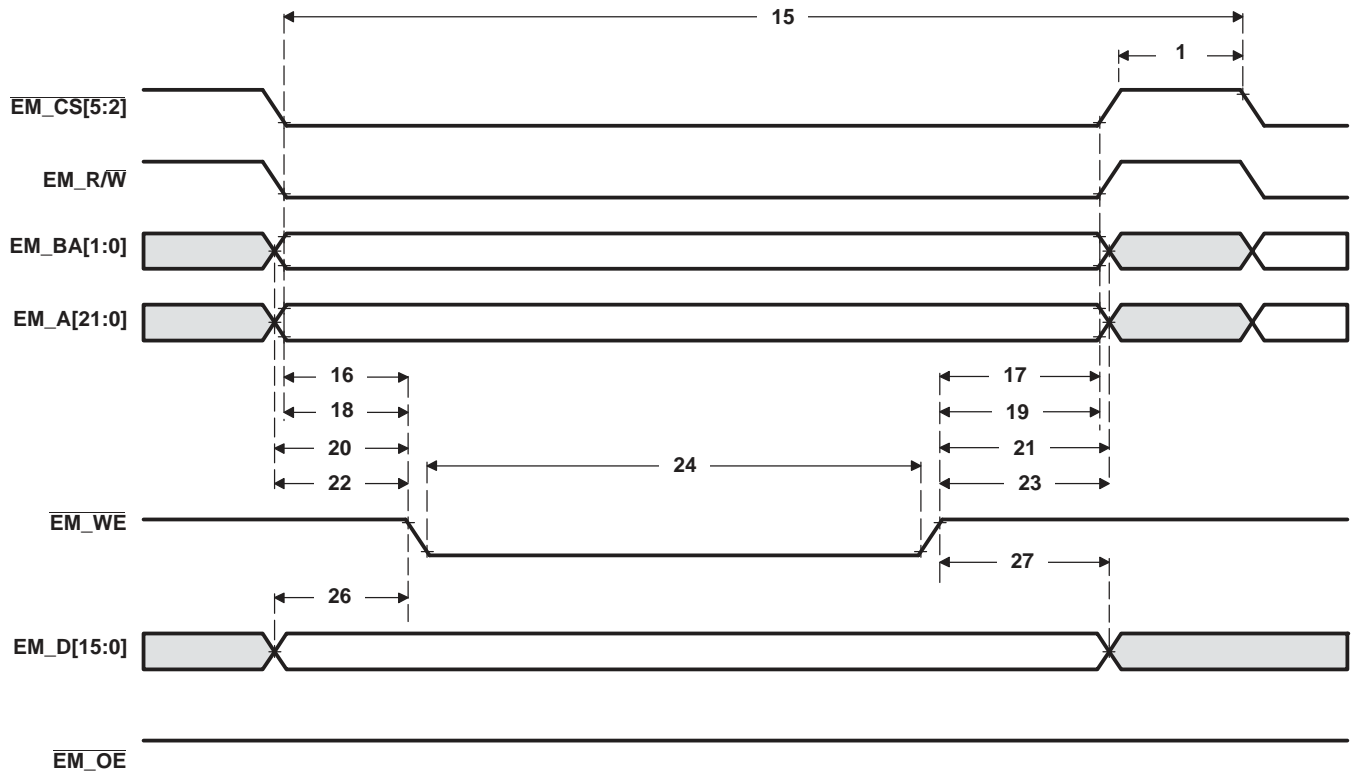 15
1
EM_CS[5:2]
EM_R/W
EM_BA[1:0]
EM_A[21:0]
16 17
18 19
20 21
24
22 23
EM_WE
27
26
EM_D[15:0]
EM_OE